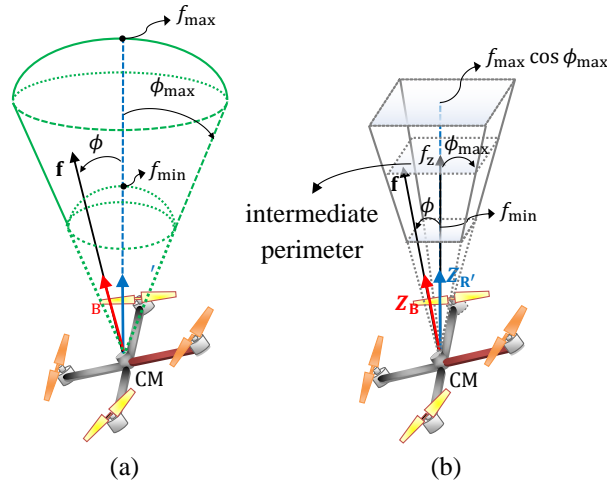 f_max
ϕ_max
ϕ
f
f_min
B
′
CM
(a)
f_max cos ϕ_max
ϕ_max
f_z
f
ϕ
f_min
intermediate
perimeter
Z_R′
Z_B
CM
(b)